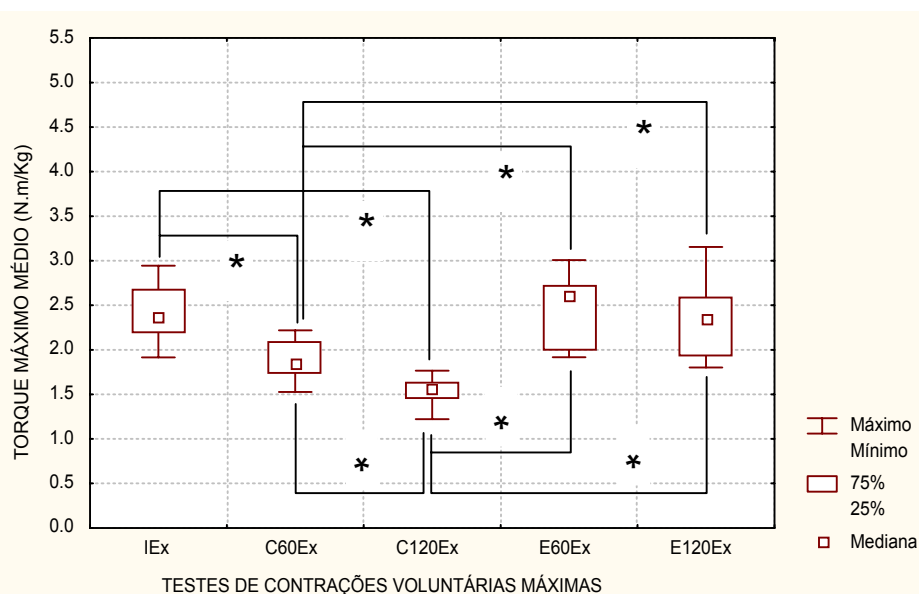 TORQUE MÁXIMO MÉDIO (N.m/Kg)
5.5
5.0
4.5
4.0
3.5
3.0
2.5
2.0
1.5
1.0
0.5
0.0
*
*
*
*
*
*
*
IEx
C60Ex
C120Ex
E60Ex
E120Ex
TESTES DE CONTRAÇÕES VOLUNTÁRIAS MÁXIMAS
Máximo
Mínimo
75%
25%
Mediana